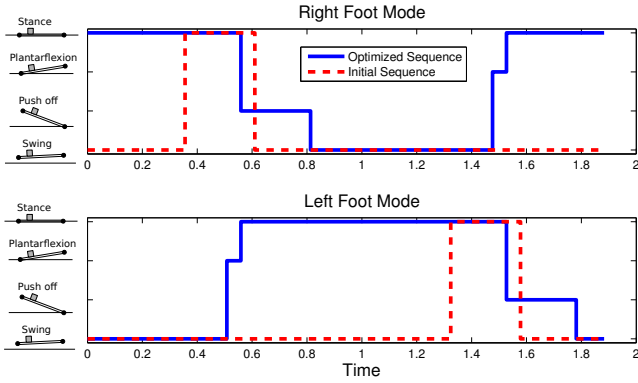 Right Foot Mode
Stance
Plantarflexion
Push off
Swing
Optimized Sequence
Initial Sequence
0 0.2 0.4 0.6 0.8 1 1.2 1.4 1.6 1.8 2
Left Foot Mode
Stance
Plantarflexion
Push off
Swing
0 0.2 0.4 0.6 0.8 1 1.2 1.4 1.6 1.8 2
Time